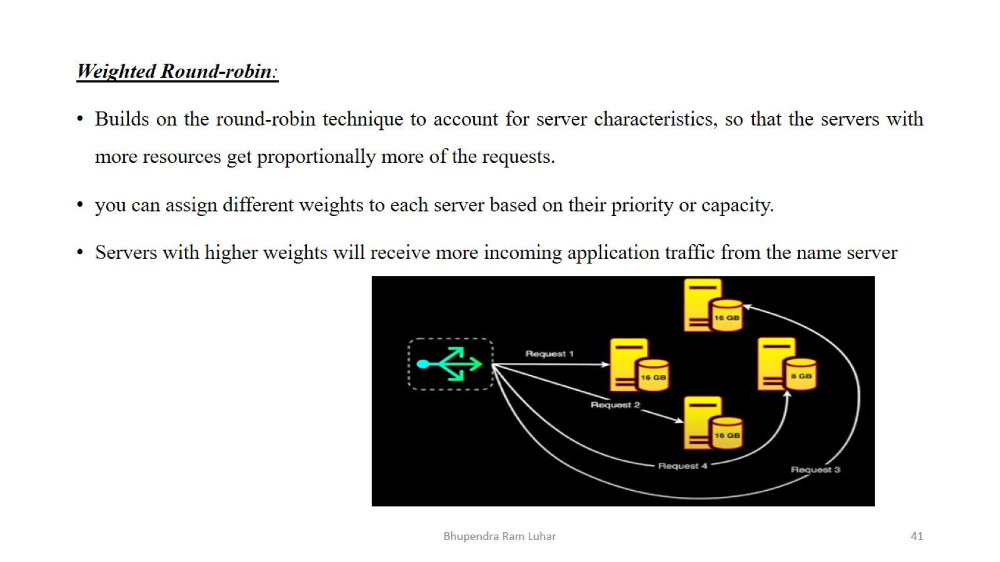 Weighted Round-robin:
• Builds on the round-robin technique to account for server characteristics, so that the servers with
more resources get proportionally more of the requests.
• you can assign different weights to each server based on their priority or capacity.
• Servers with higher weights will receive more incoming application traffic from the name server
16 GB
Request 1
16 GB
8 GB
Request 2
16 GB
Request 4
Request 3
Bhupendra Ram Luhar
41